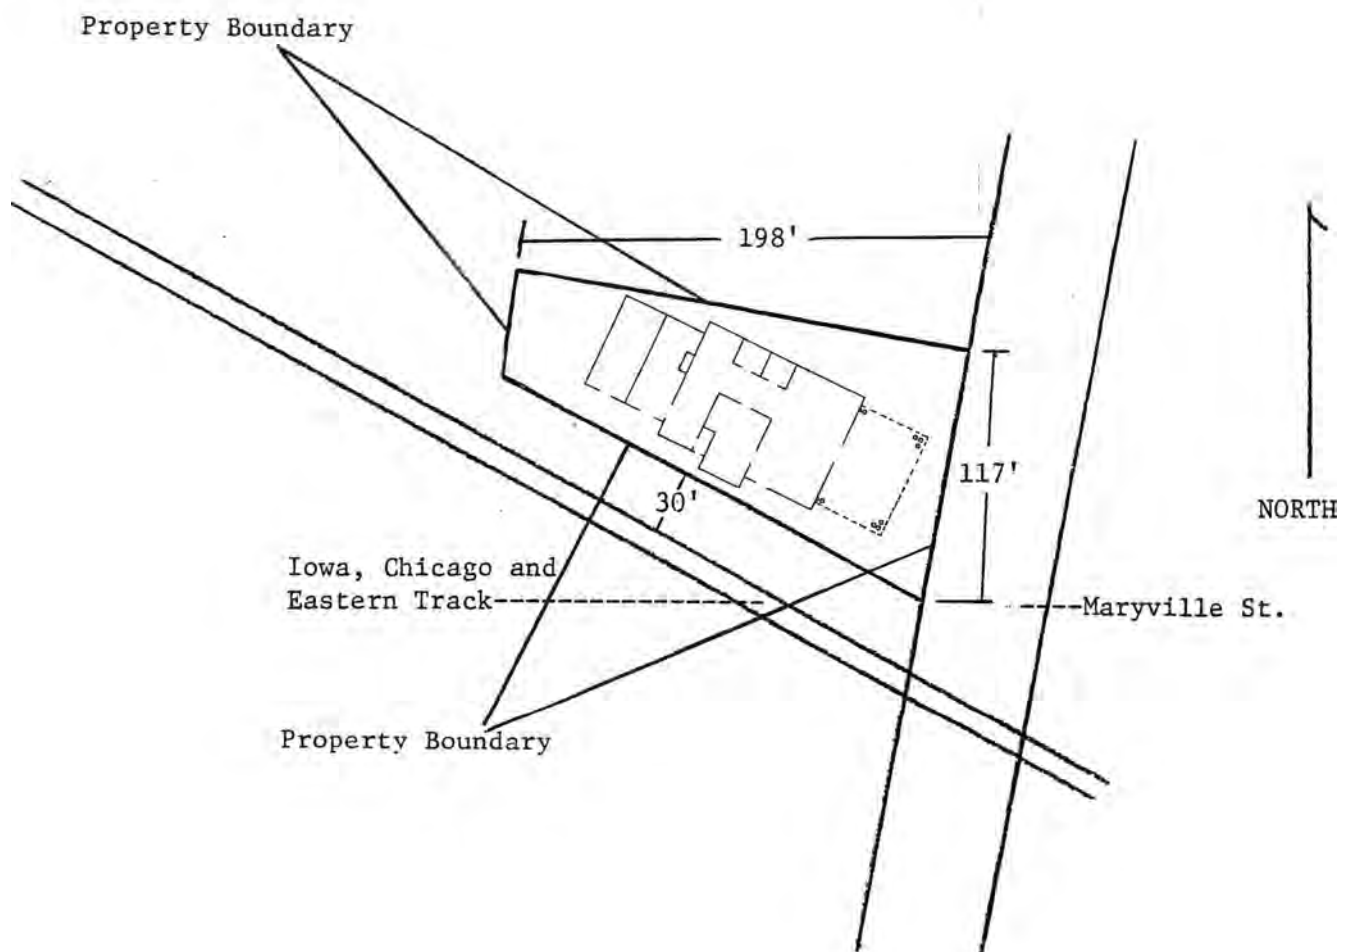 Property Boundary
198'
117'
30'
NORTH
Iowa, Chicago and
Eastern Track
Maryville St.
Property Boundary